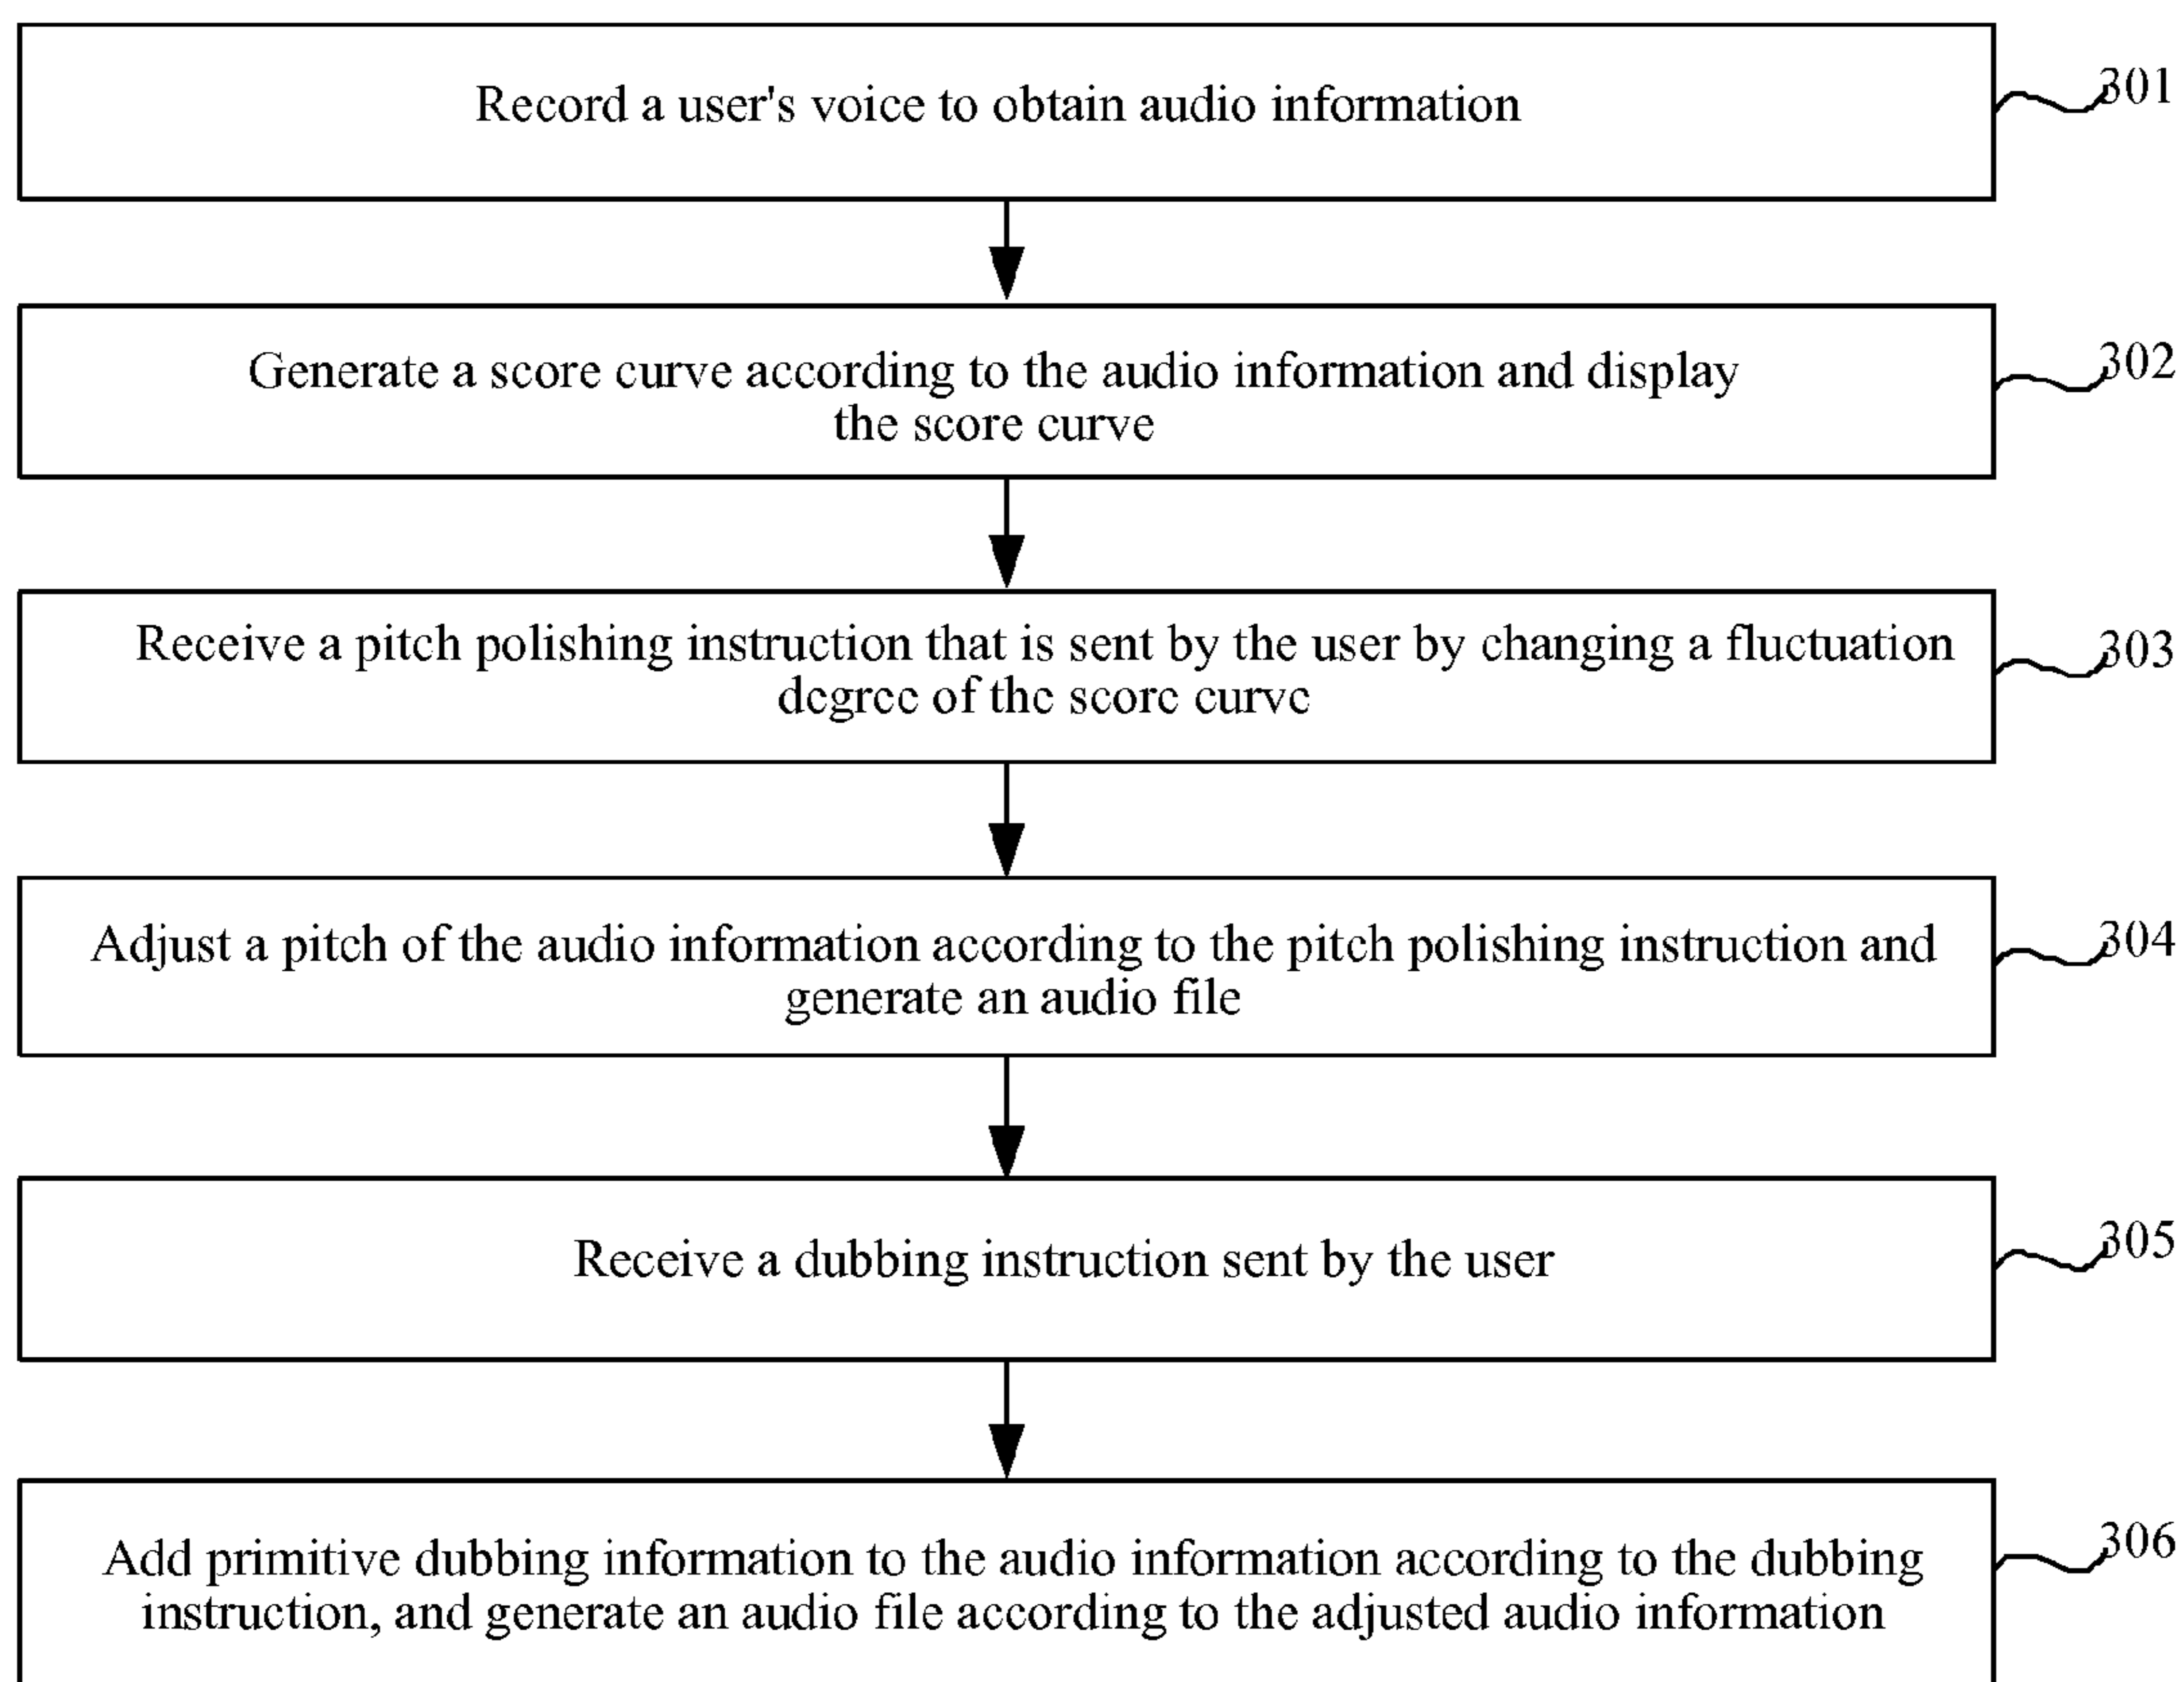 Record a user's voice to obtain audio information
301
Generate a score curve according to the audio information and display
the score curve
302
Receive a pitch polishing instruction that is sent by the user by changing a fluctuation
degree of the score curve
303
Adjust a pitch of the audio information according to the pitch polishing instruction and
generate an audio file
304
Receive a dubbing instruction sent by the user
305
Add primitive dubbing information to the audio information according to the dubbing
instruction, and generate an audio file according to the adjusted audio information
306